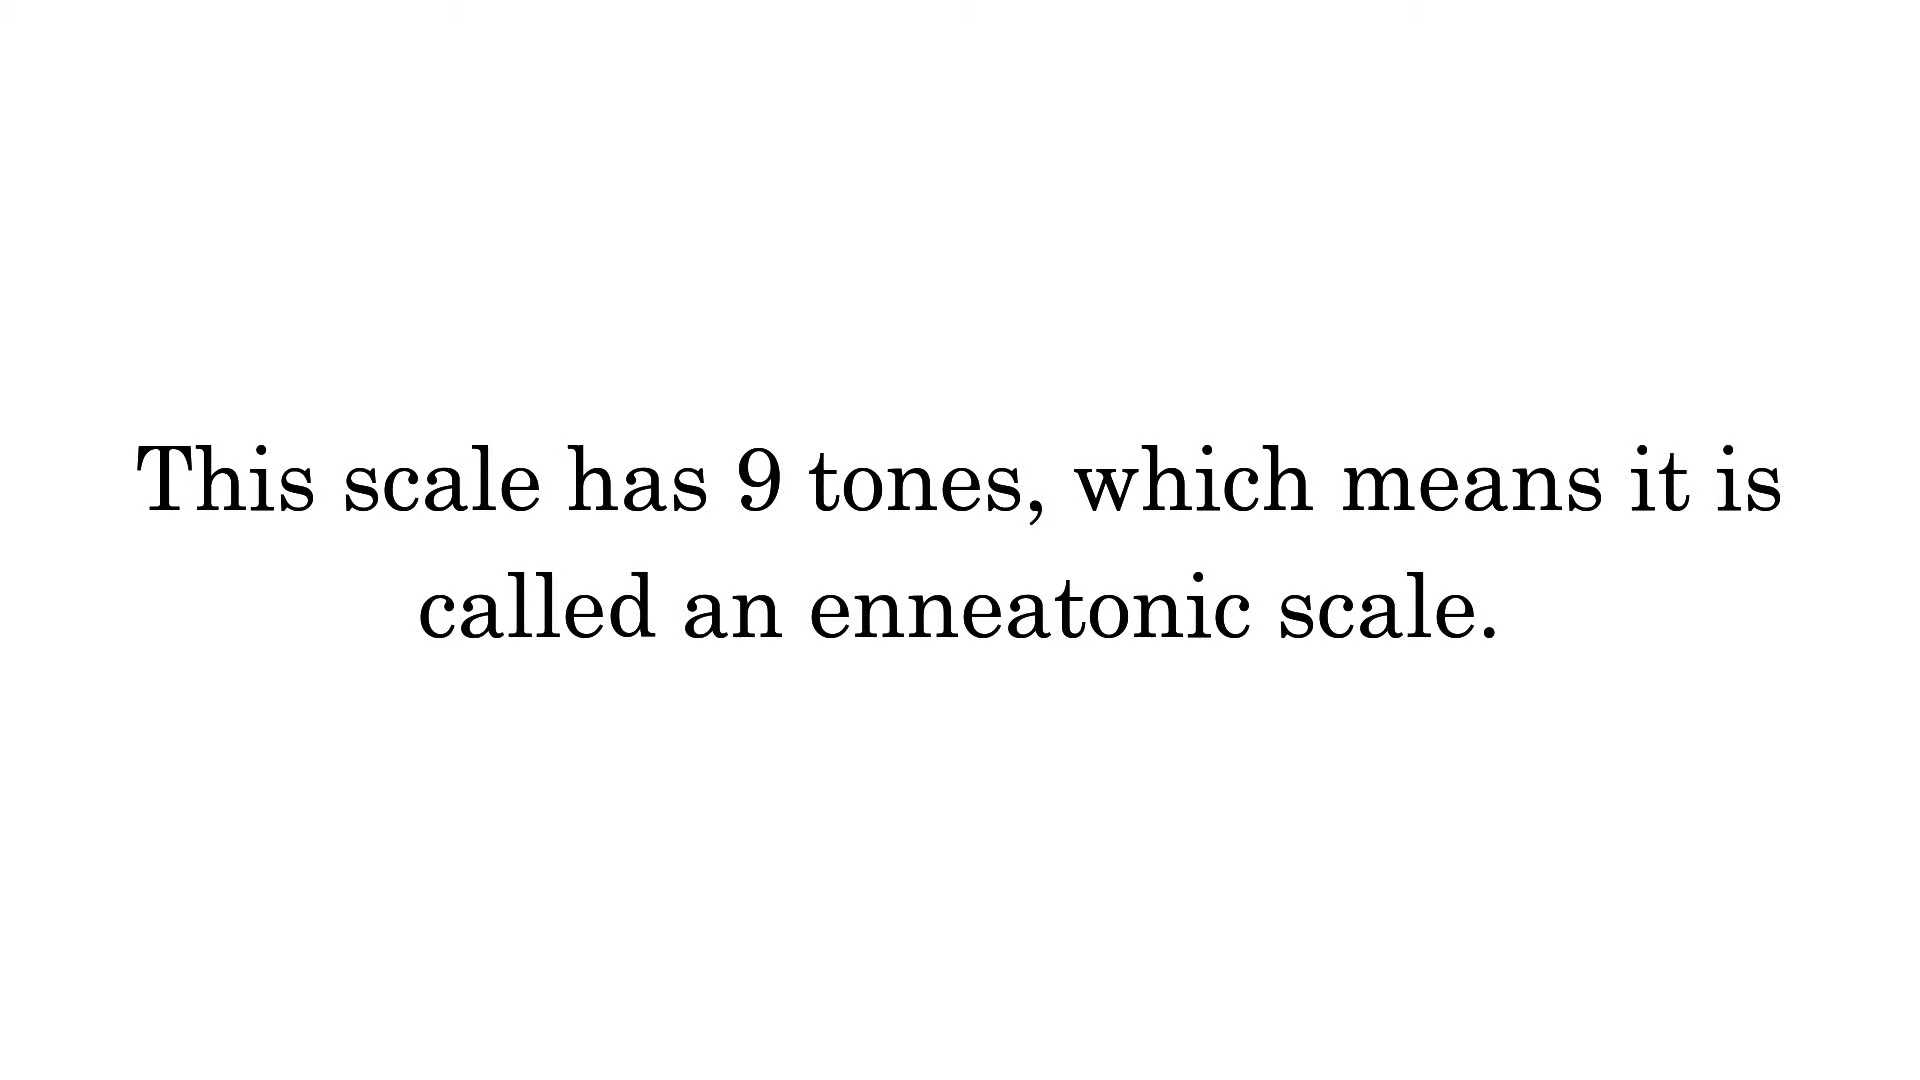 This scale has 9 tones, which means it is
called an enneatonic scale.